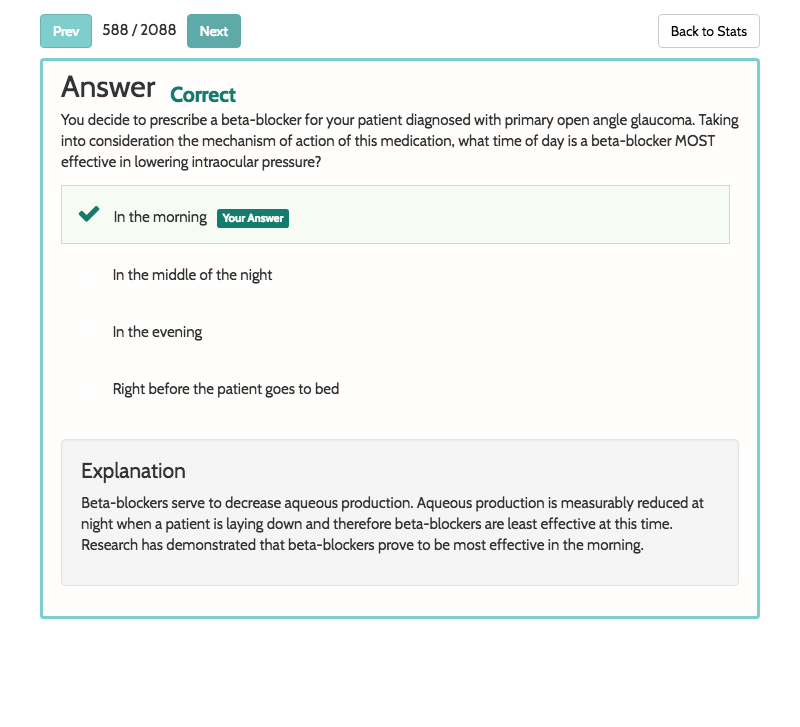 Prev 588 / 2088 Next Back to Stats
Answer Correct
You decide to prescribe a beta-blocker for your patient diagnosed with primary open angle glaucoma. Taking
into consideration the mechanism of action of this medication, what time of day is a beta-blocker MOST
effective in lowering intraocular pressure?
In the morning Your Answer
In the middle of the night
In the evening
Right before the patient goes to bed
Explanation
Beta-blockers serve to decrease aqueous production. Aqueous production is measurably reduced at
night when a patient is laying down and therefore beta-blockers are least effective at this time.
Research has demonstrated that beta-blockers prove to be most effective in the morning.